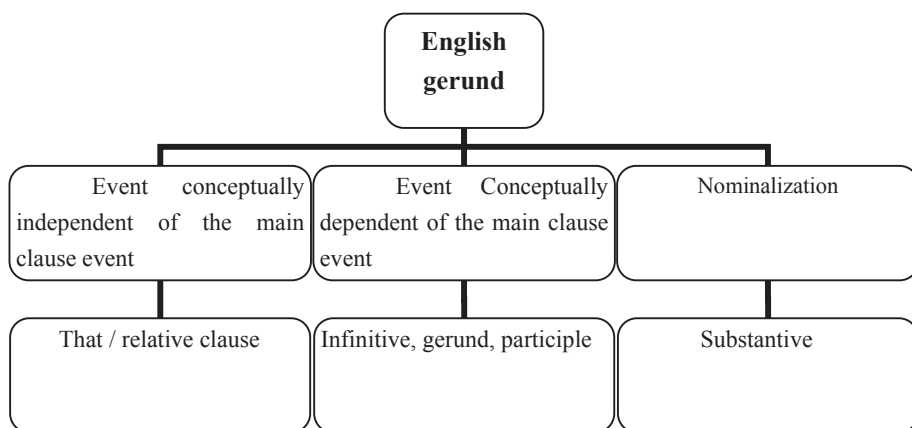 English
gerund
Event conceptually
independent of the main
clause event
Event Conceptually
dependent of the main clause
event
Nominalization
That / relative clause
Infinitive, gerund, participle
Substantive